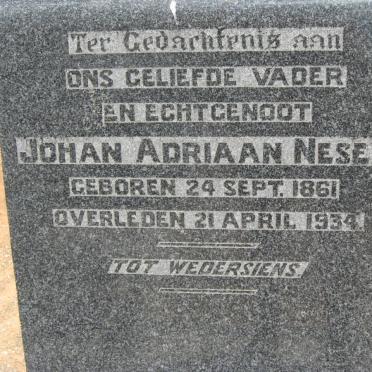 Ter Gedachtenis aan
ONS GELIEFDE VADER
EN ECHTGENOOT
JOHAN ADRIAAN NESE
GEBOREN 24 SEPT. 1861
OVERLEDEN 21 APRIL 1934
TOT WEDERSIENS